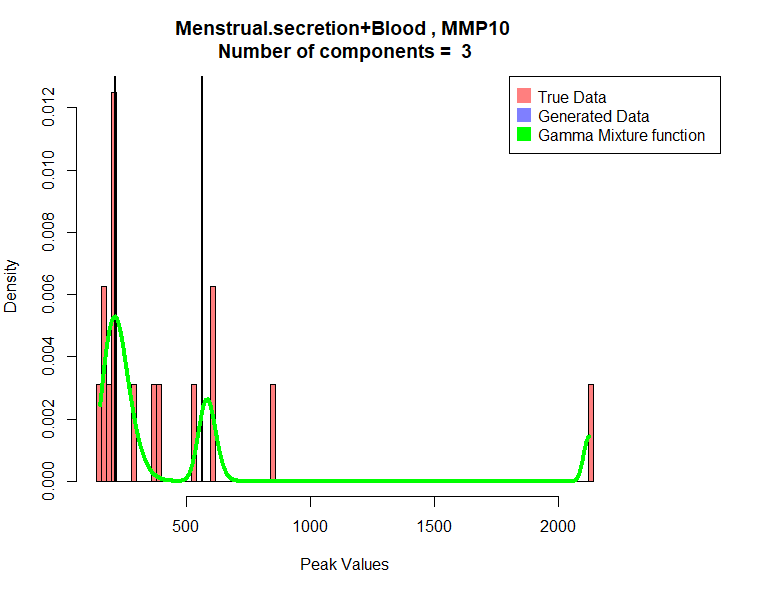 Menstrual.secretion+Blood , MMP10
Number of components =  3
True Data
Generated Data
Gamma Mixture function
Density
0.012
0.010
0.008
0.006
0.004
0.002
0.000
500
1000
1500
2000
Peak Values